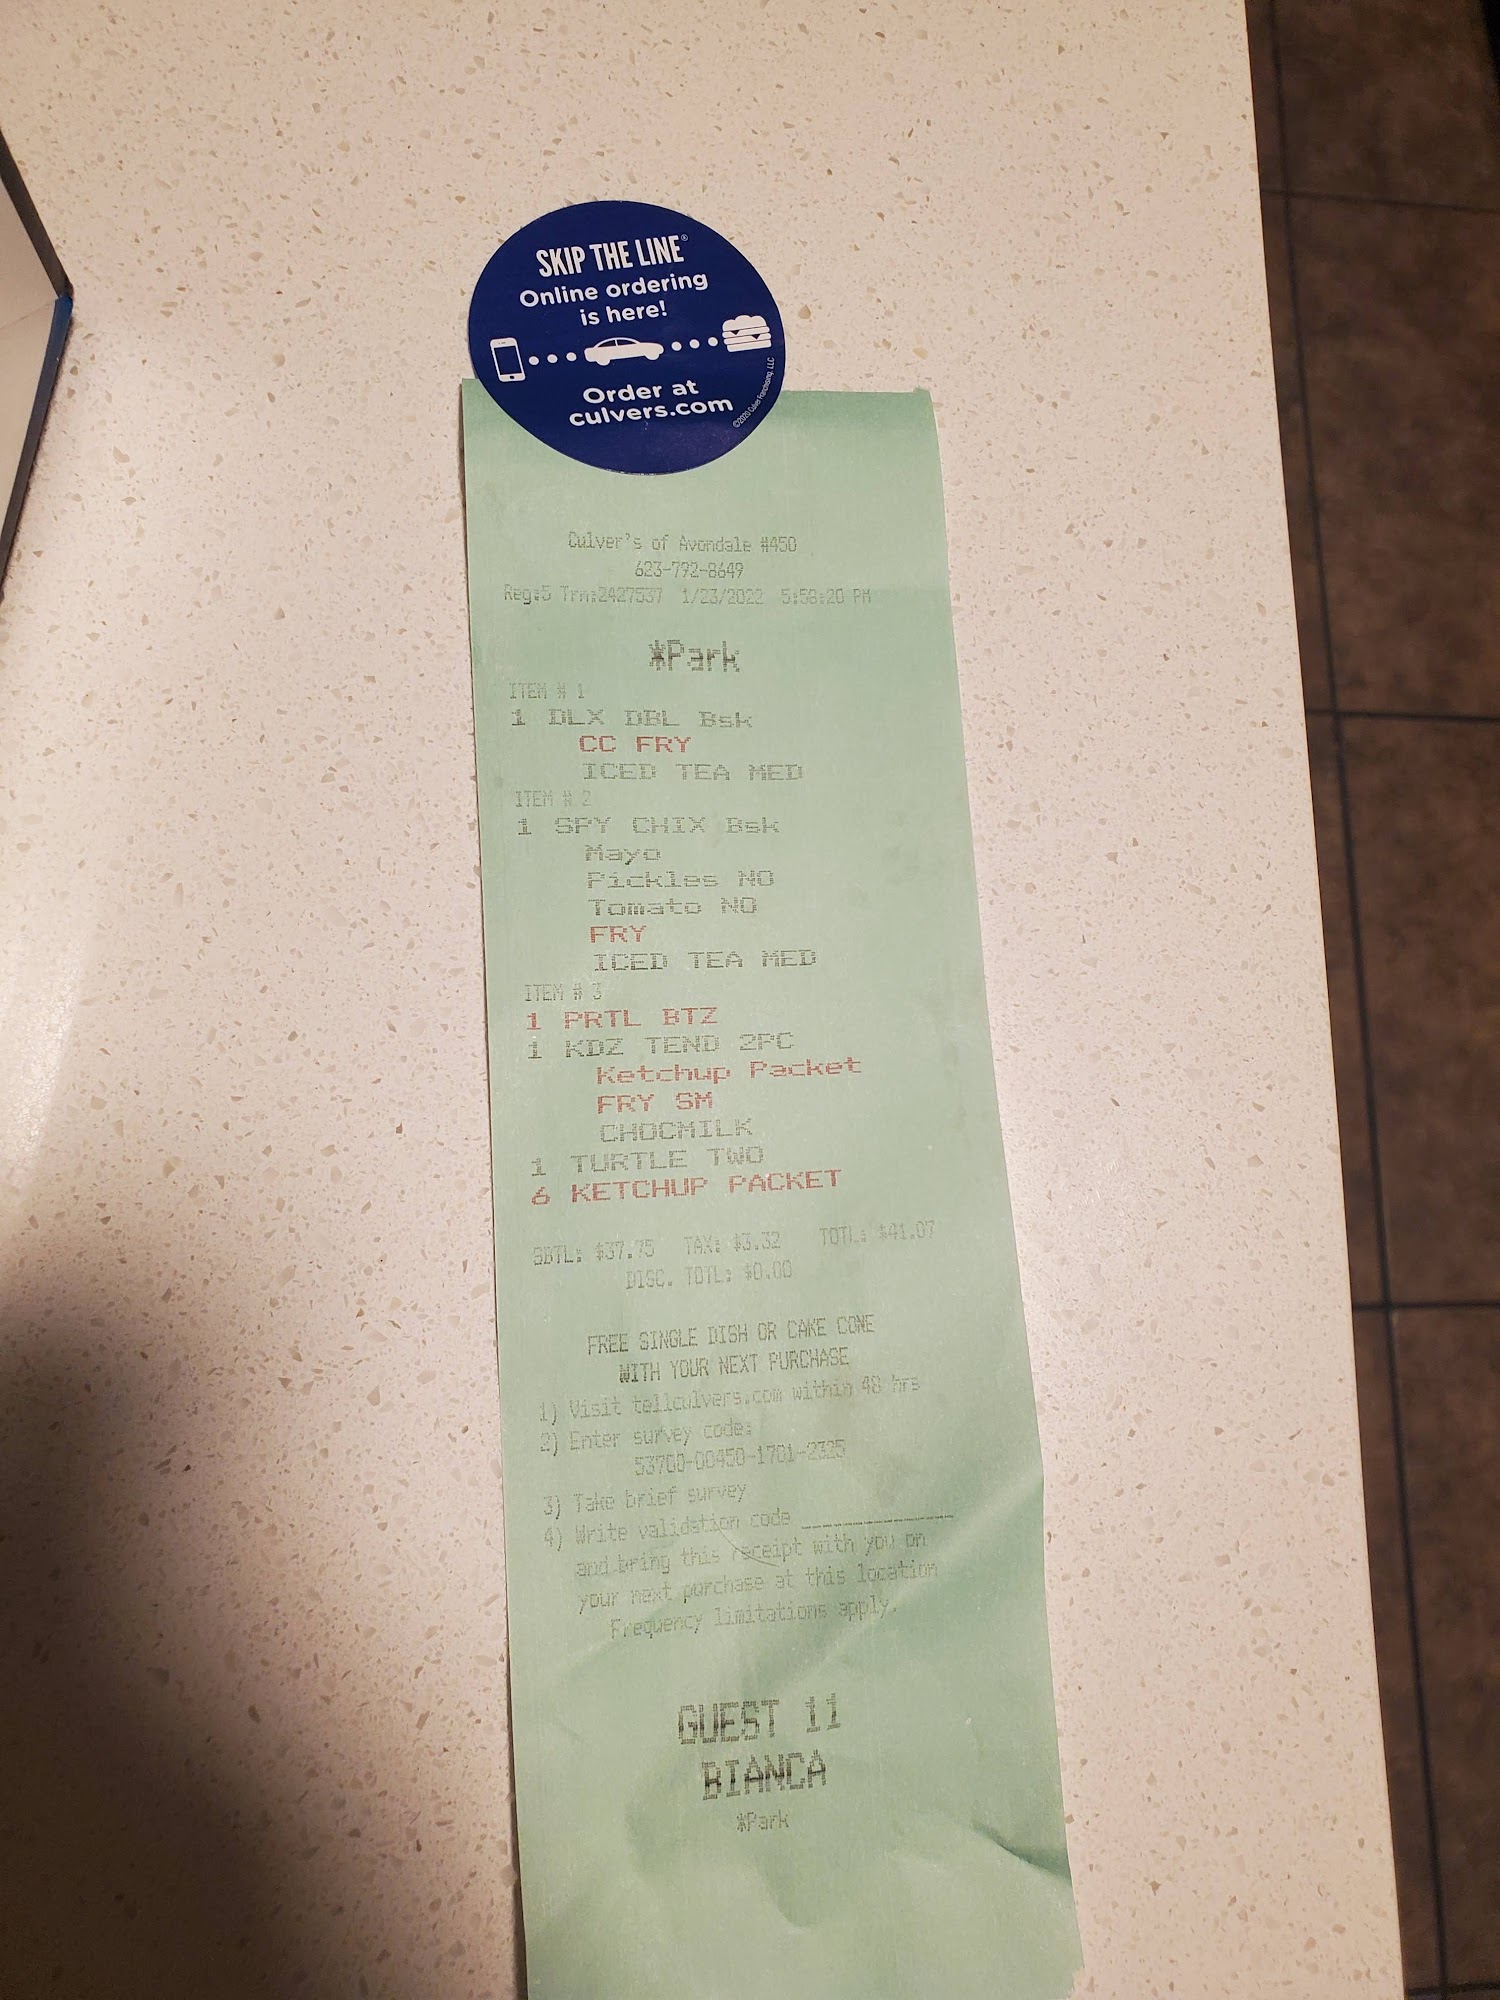 SKIP THE LINE®
Online ordering
is here!
Order at
culvers.com
©2020 Culver Franchising, LLC
Culver's of Avondale #450
623-792-8649
Reg:5 Trn:2427537 1/23/2022 5:58:20 PM
*Park
ITEM # 1
1 DLX DBL Bsk
CC FRY
ICED TEA MED
ITEM # 2
1 SPY CHIX Bsk
Mayo
Pickles NO
Tomato NO
FRY
ICED TEA MED
ITEM # 3
1 PRTL BTZ
1 KDZ TEND 2PC
Ketchup Packet
FRY SM
CHOCMILK
1 TURTLE TWO
6 KETCHUP PACKET
SBTL: $37.75 TAX: $3.32 TOTL: $41.07
DISC. TOTL: $0.00
FREE SINGLE DISH OR CAKE CONE
WITH YOUR NEXT PURCHASE
1) Visit tellculvers.com within 48 hrs
2) Enter survey code:
53700-00450-1701-2325
3) Take brief survey
4) Write validation code ______________
and bring this receipt with you on
your next purchase at this location
Frequency limitations apply.
GUEST 11
BIANCA
*Park